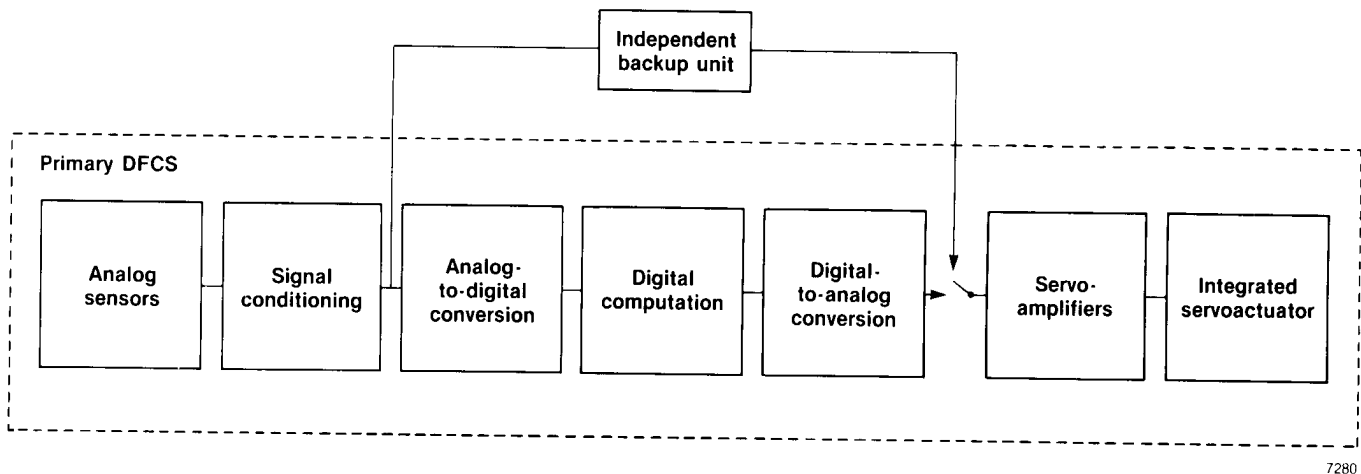 Independent
backup unit
Primary DFCS
Analog
sensors
Signal
conditioning
Analog-
to-digital
conversion
Digital
computation
Digital-
to-analog
conversion
Servo-
amplifiers
Integrated
servoactuator
7280